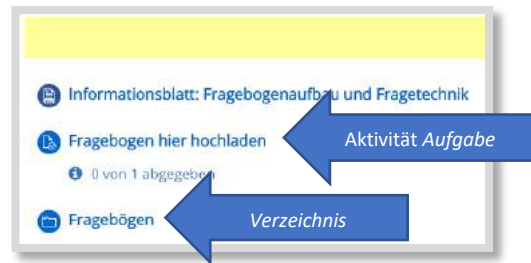 Informationsblatt: Fragebogenaufbau und Fragetechnik
Fragebogen hier hochladen
Aktivität Aufgabe
0 von 1 abgegeben
Fragebögen
Verzeichnis